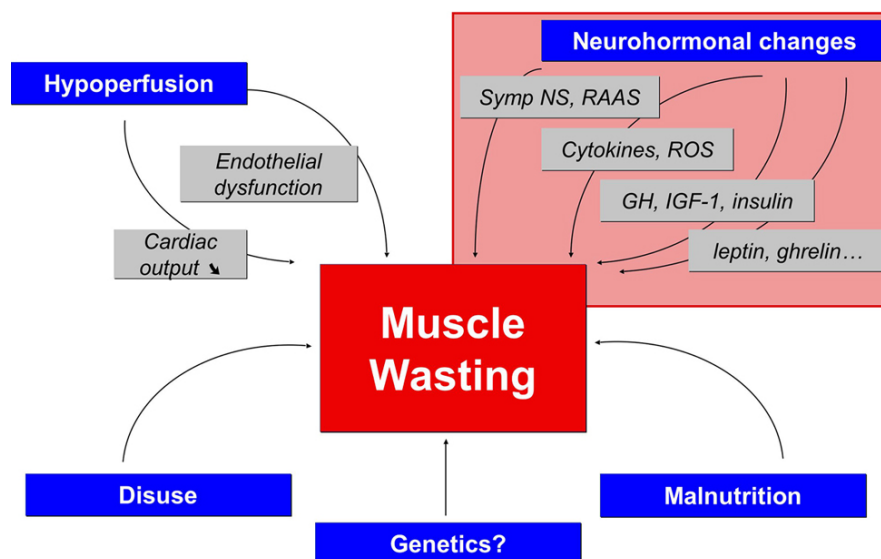 Neurohormonal changes
Hypoperfusion
Symp NS, RAAS
Endothelial
dysfunction
Cytokines, ROS
GH, IGF-1, insulin
Cardiac
output ➘
leptin, ghrelin…
Muscle
Wasting
Disuse
Malnutrition
Genetics?